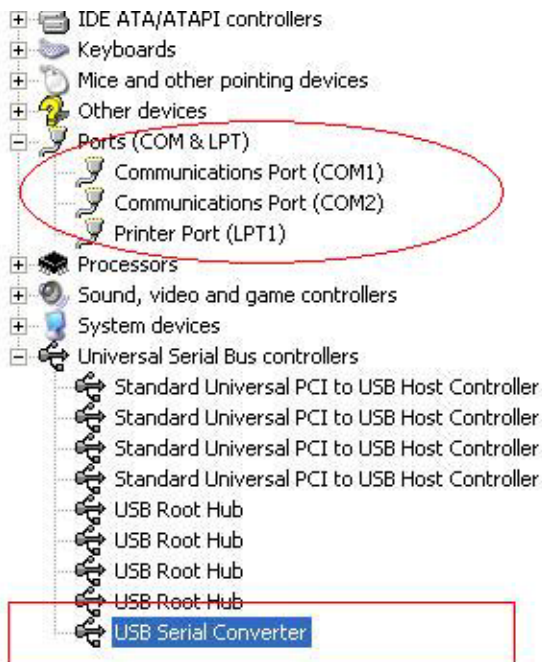 IDE ATA/ATAPI controllers
Keyboards
Mice and other pointing devices
Other devices
Ports (COM & LPT)
Communications Port (COM1)
Communications Port (COM2)
Printer Port (LPT1)
Processors
Sound, video and game controllers
System devices
Universal Serial Bus controllers
Standard Universal PCI to USB Host Controller
Standard Universal PCI to USB Host Controller
Standard Universal PCI to USB Host Controller
Standard Universal PCI to USB Host Controller
USB Root Hub
USB Root Hub
USB Root Hub
USB Root Hub
USB Serial Converter